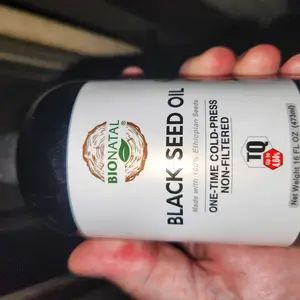 BIONATAL®
BLACK SEED OIL
Made with 100% Ethiopian Seeds
ONE-TIME COLD-PRESS
NON-FILTERED
TQ
Net Weight 16 FL OZ (473ml)